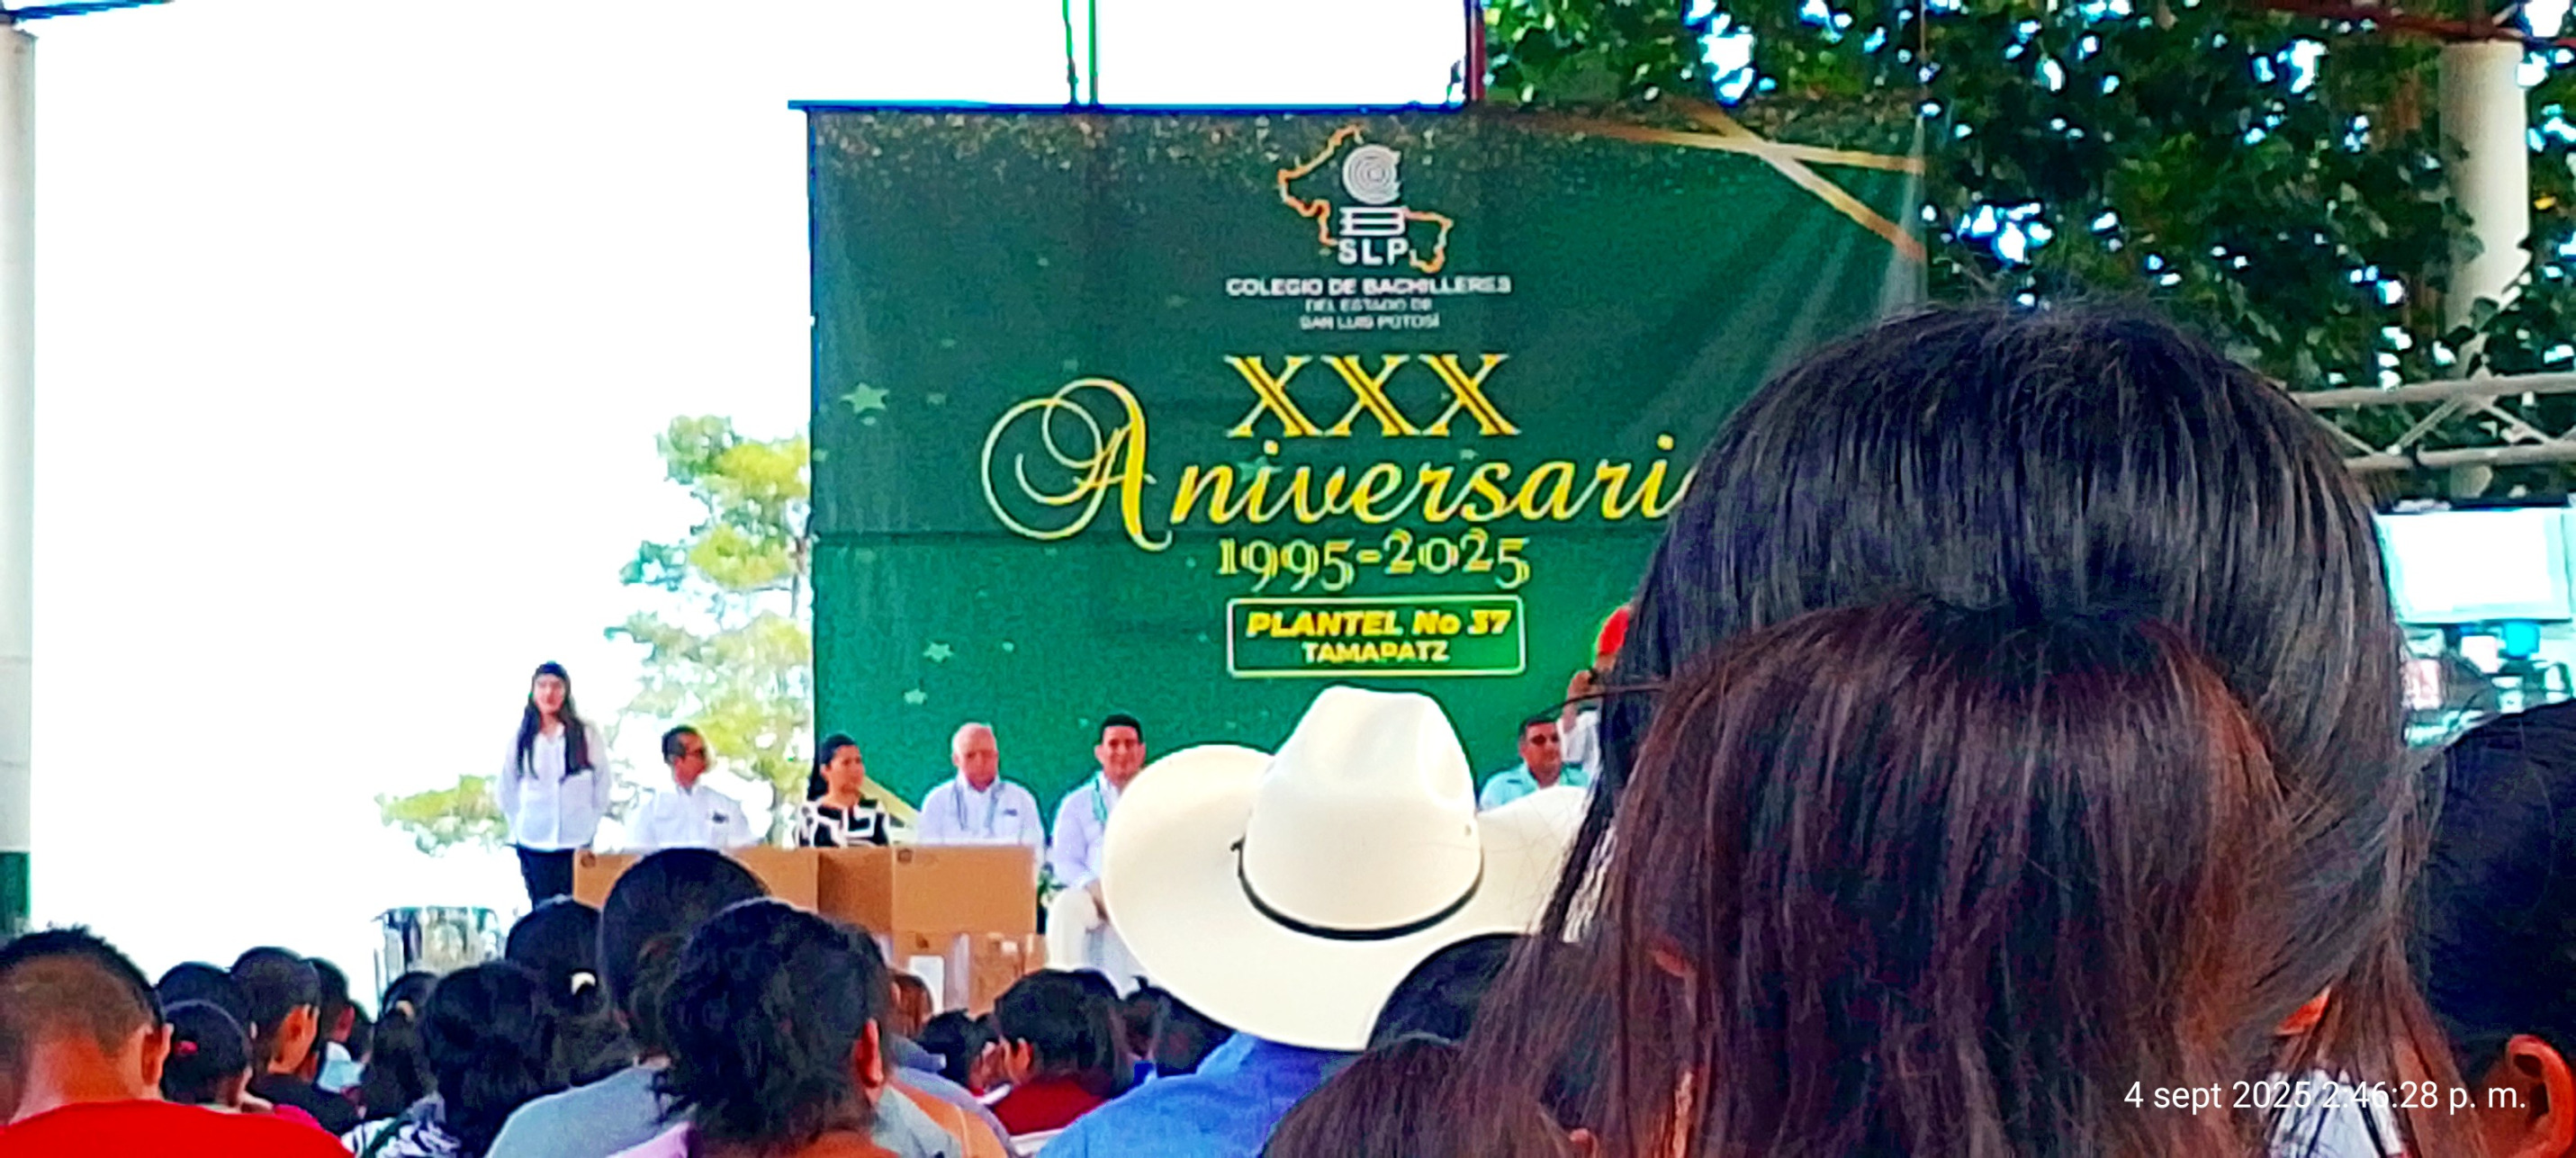 SLP
COLEGIO DE BACHILLERES
DEL ESTADO DE
SAN LUIS POTOSÍ
XXX
Aniversari
1995-2025
PLANTEL No 37
TAMAPATZ
4 sept 2025 2:46:28 p. m.